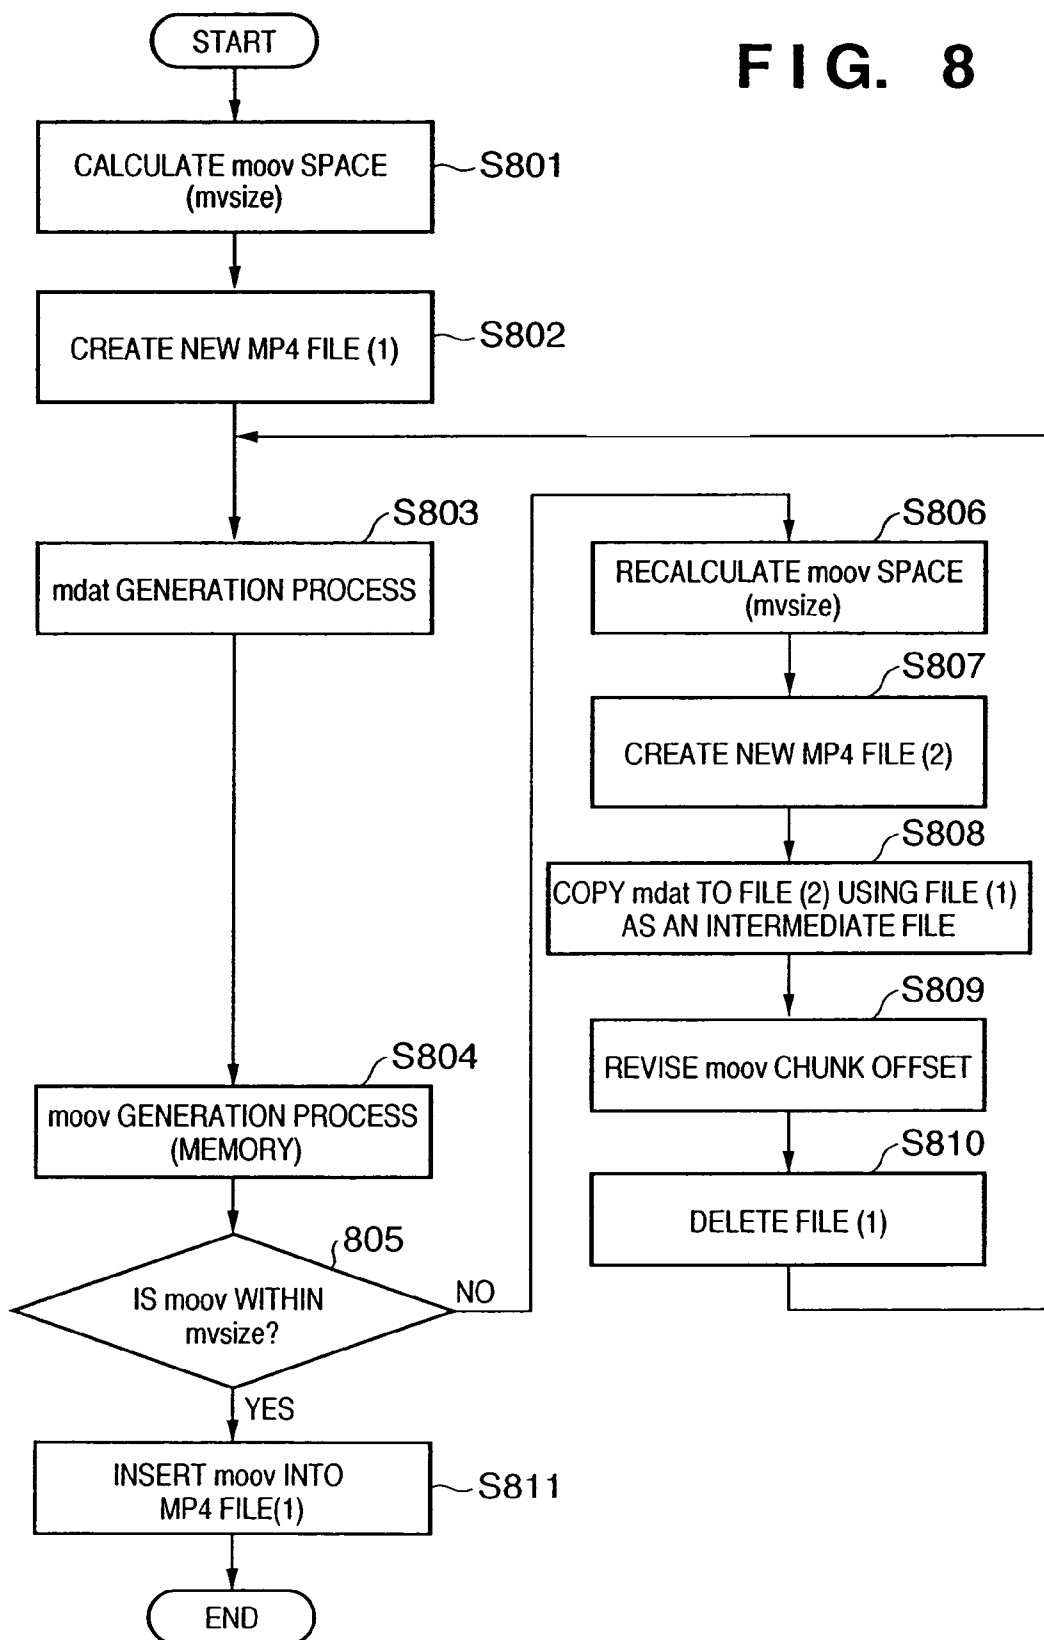 START
FIG. 8
CALCULATE moov SPACE
(mvsize)
S801
CREATE NEW MP4 FILE (1)
S802
S803
mdat GENERATION PROCESS
S804
moov GENERATION PROCESS
(MEMORY)
805
IS moov WITHIN
mvsize?
NO
YES
INSERT moov INTO
MP4 FILE(1)
S811
END
S806
RECALCULATE moov SPACE
(mvsize)
S807
CREATE NEW MP4 FILE (2)
S808
COPY mdat TO FILE (2) USING FILE (1)
AS AN INTERMEDIATE FILE
S809
REVISE moov CHUNK OFFSET
S810
DELETE FILE (1)